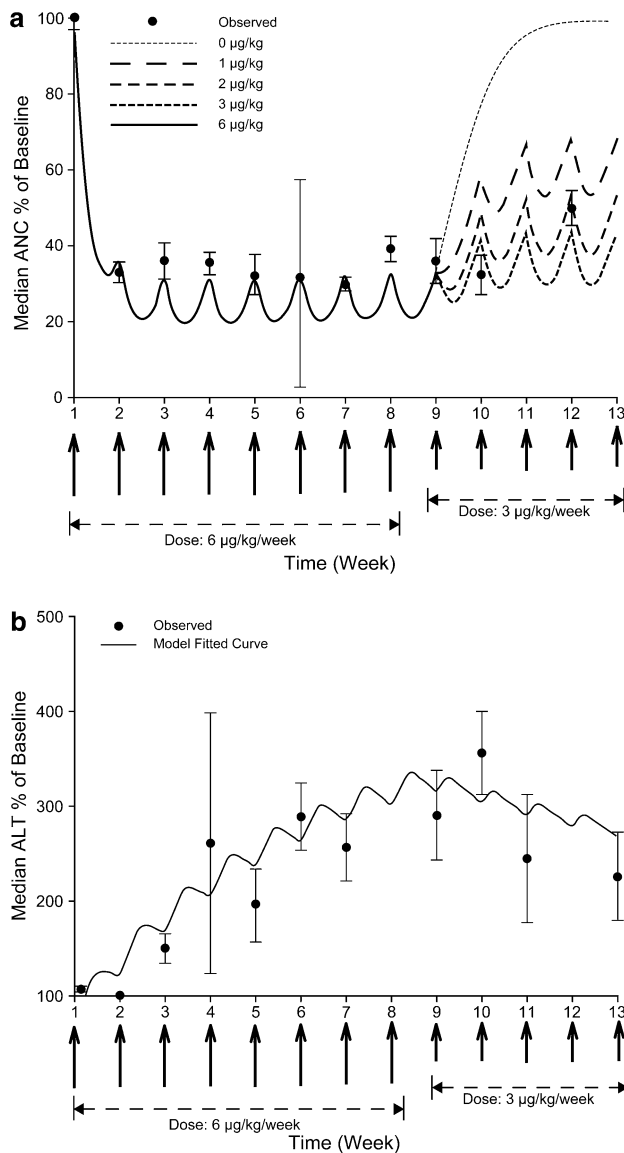 a
100
80
60
40
20
0
Median ANC % of Baseline
Observed
0 µg/kg
1 µg/kg
2 µg/kg
3 µg/kg
6 µg/kg
1 2 3 4 5 6 7 8 9 10 11 12 13
Dose: 6 µg/kg/week
Dose: 3 µg/kg/week
Time (Week)
b
500
400
300
200
100
Median ALT % of Baseline
Observed
Model Fitted Curve
1 2 3 4 5 6 7 8 9 10 11 12 13
Dose: 6 µg/kg/week
Dose: 3 µg/kg/week
Time (Week)